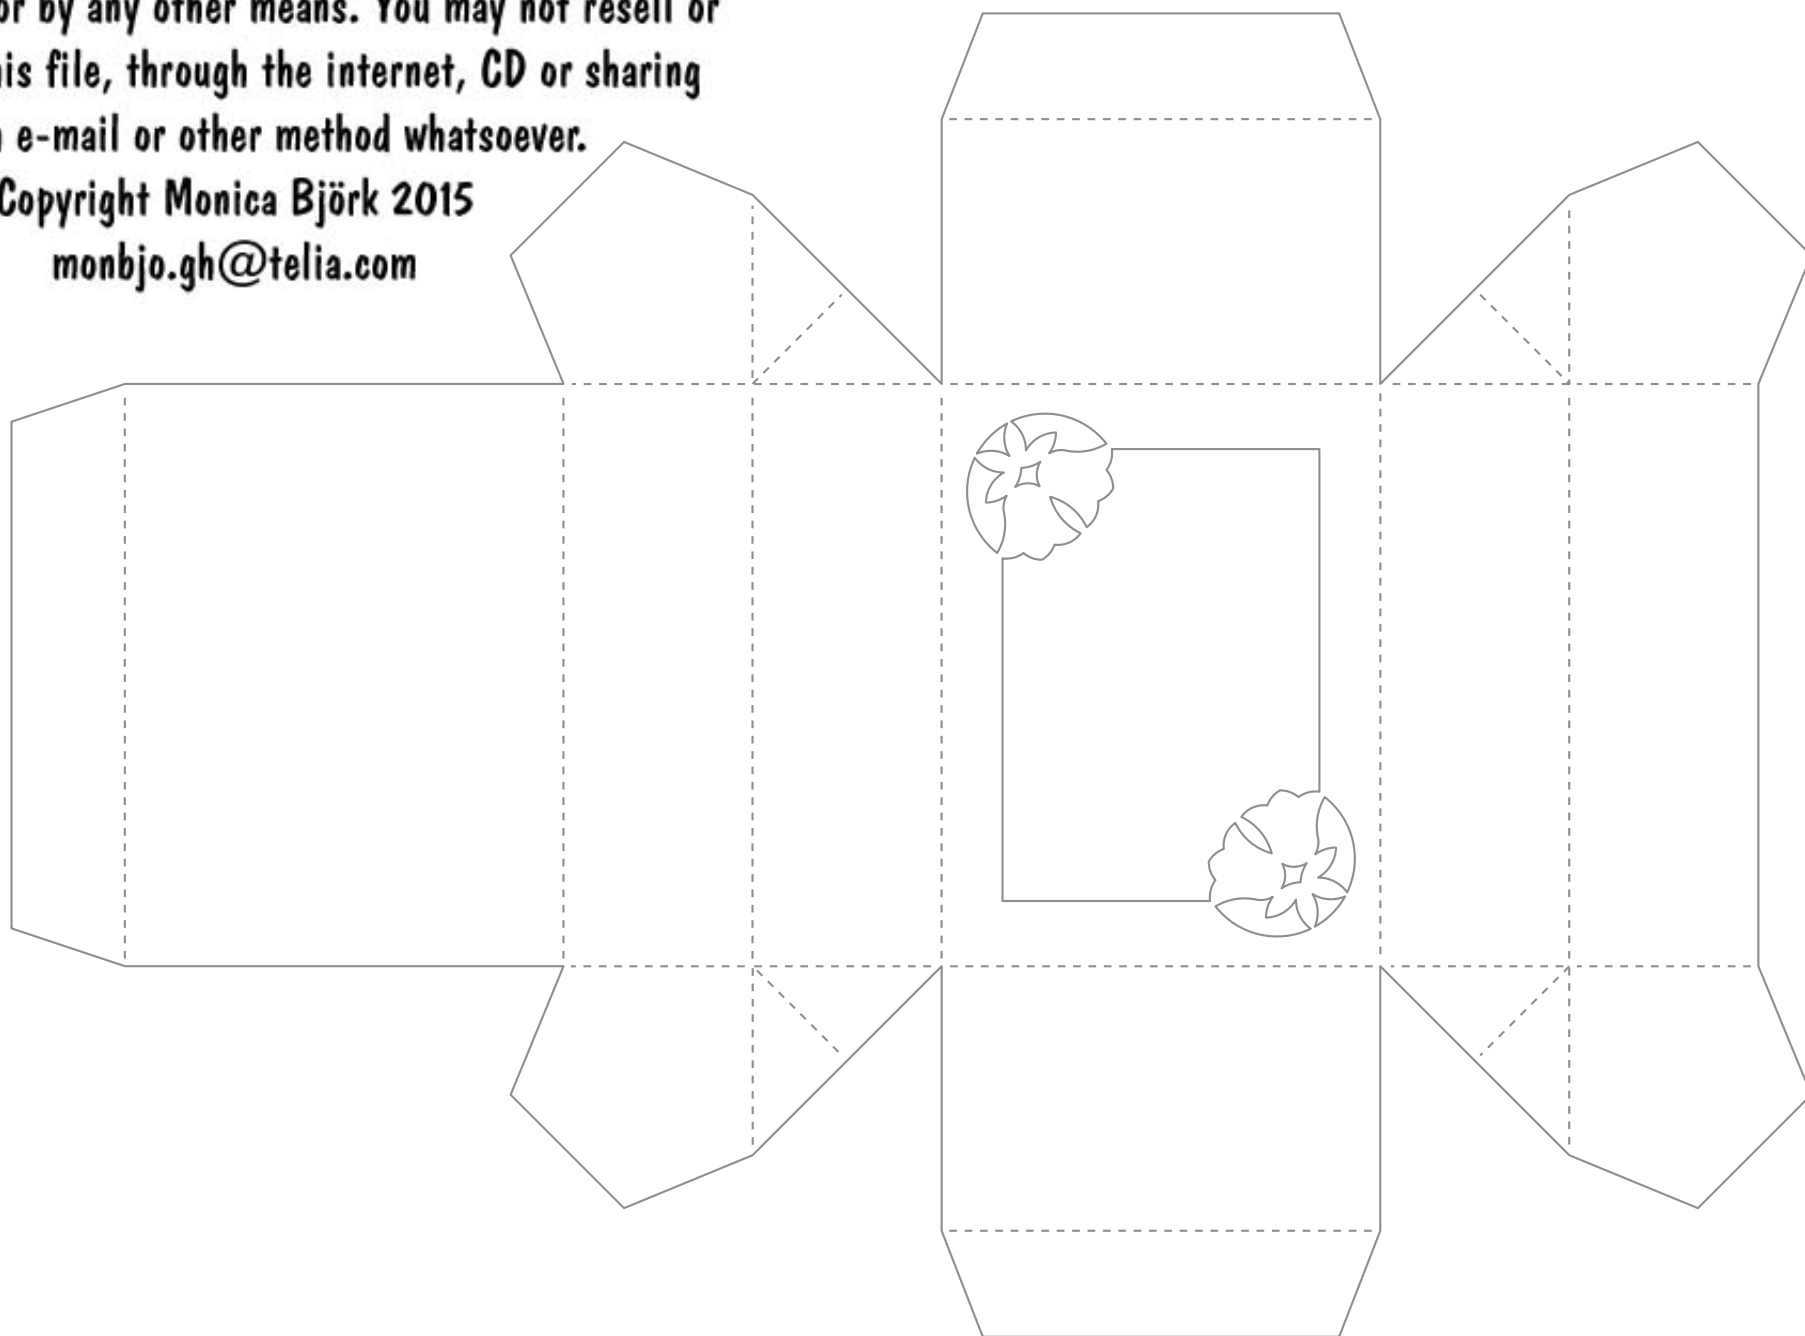 or by any other means. You may not resell or
his file, through the internet, CD or sharing
e-mail or other method whatsoever.
Copyright Monica Björk 2015
monbjo.gh@telia.com